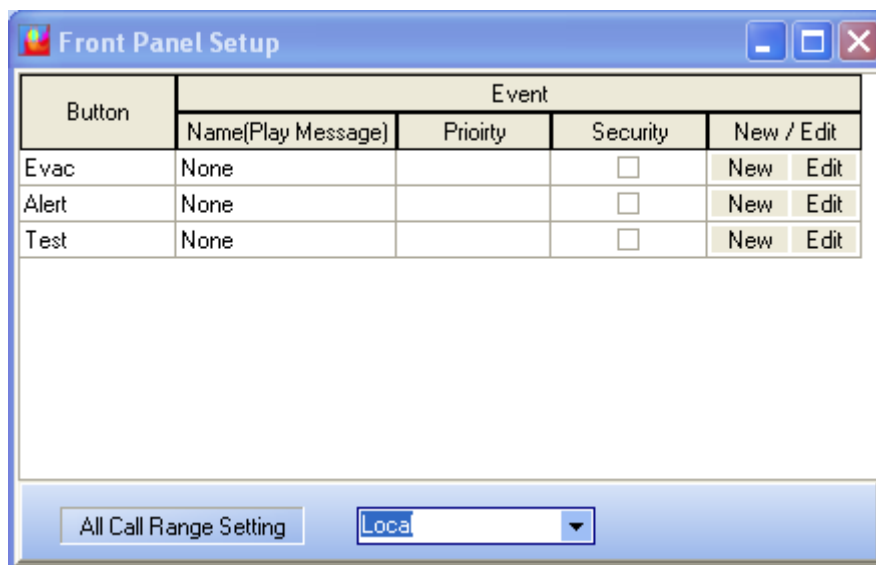 Front Panel Setup
Button Event
Name(Play Message) Prioirty Security New / Edit
Evac None New Edit
Alert None New Edit
Test None New Edit
All Call Range Setting Local